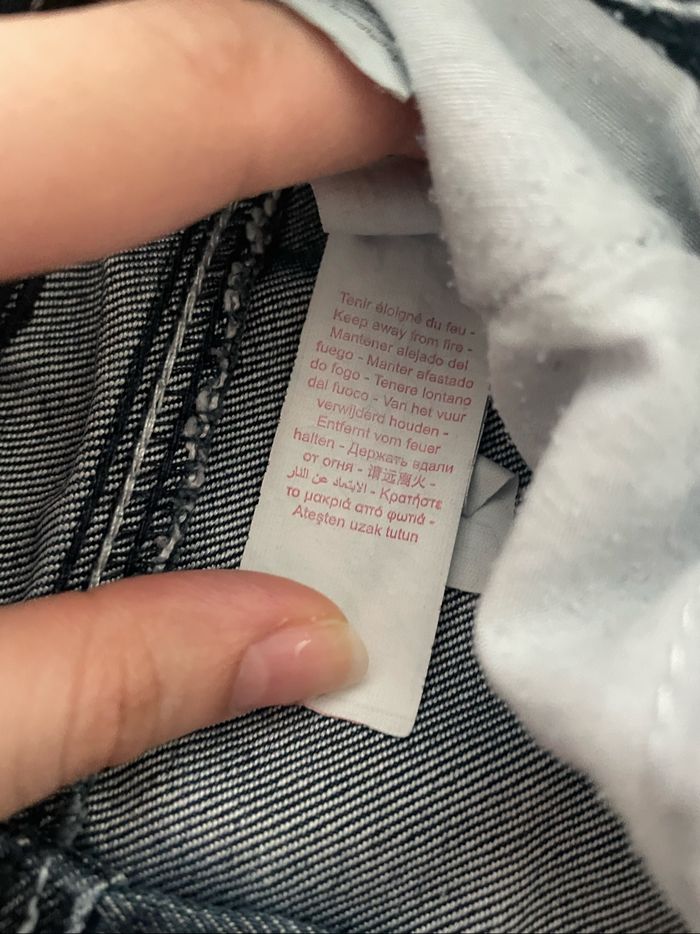 Tenir éloigné du feu -
Keep away from fire -
Mantener alejado del
fuego - Manter afastado
do fogo - Tenere lontano
dal fuoco - Van het vuur
verwijderd houden -
Entfernt vom feuer
halten - Держать вдали
от огня - 请远离火 -
الابتعاد عن النار - Κρατήστε
το μακριά από φωτιά -
Ateşten uzak tutun